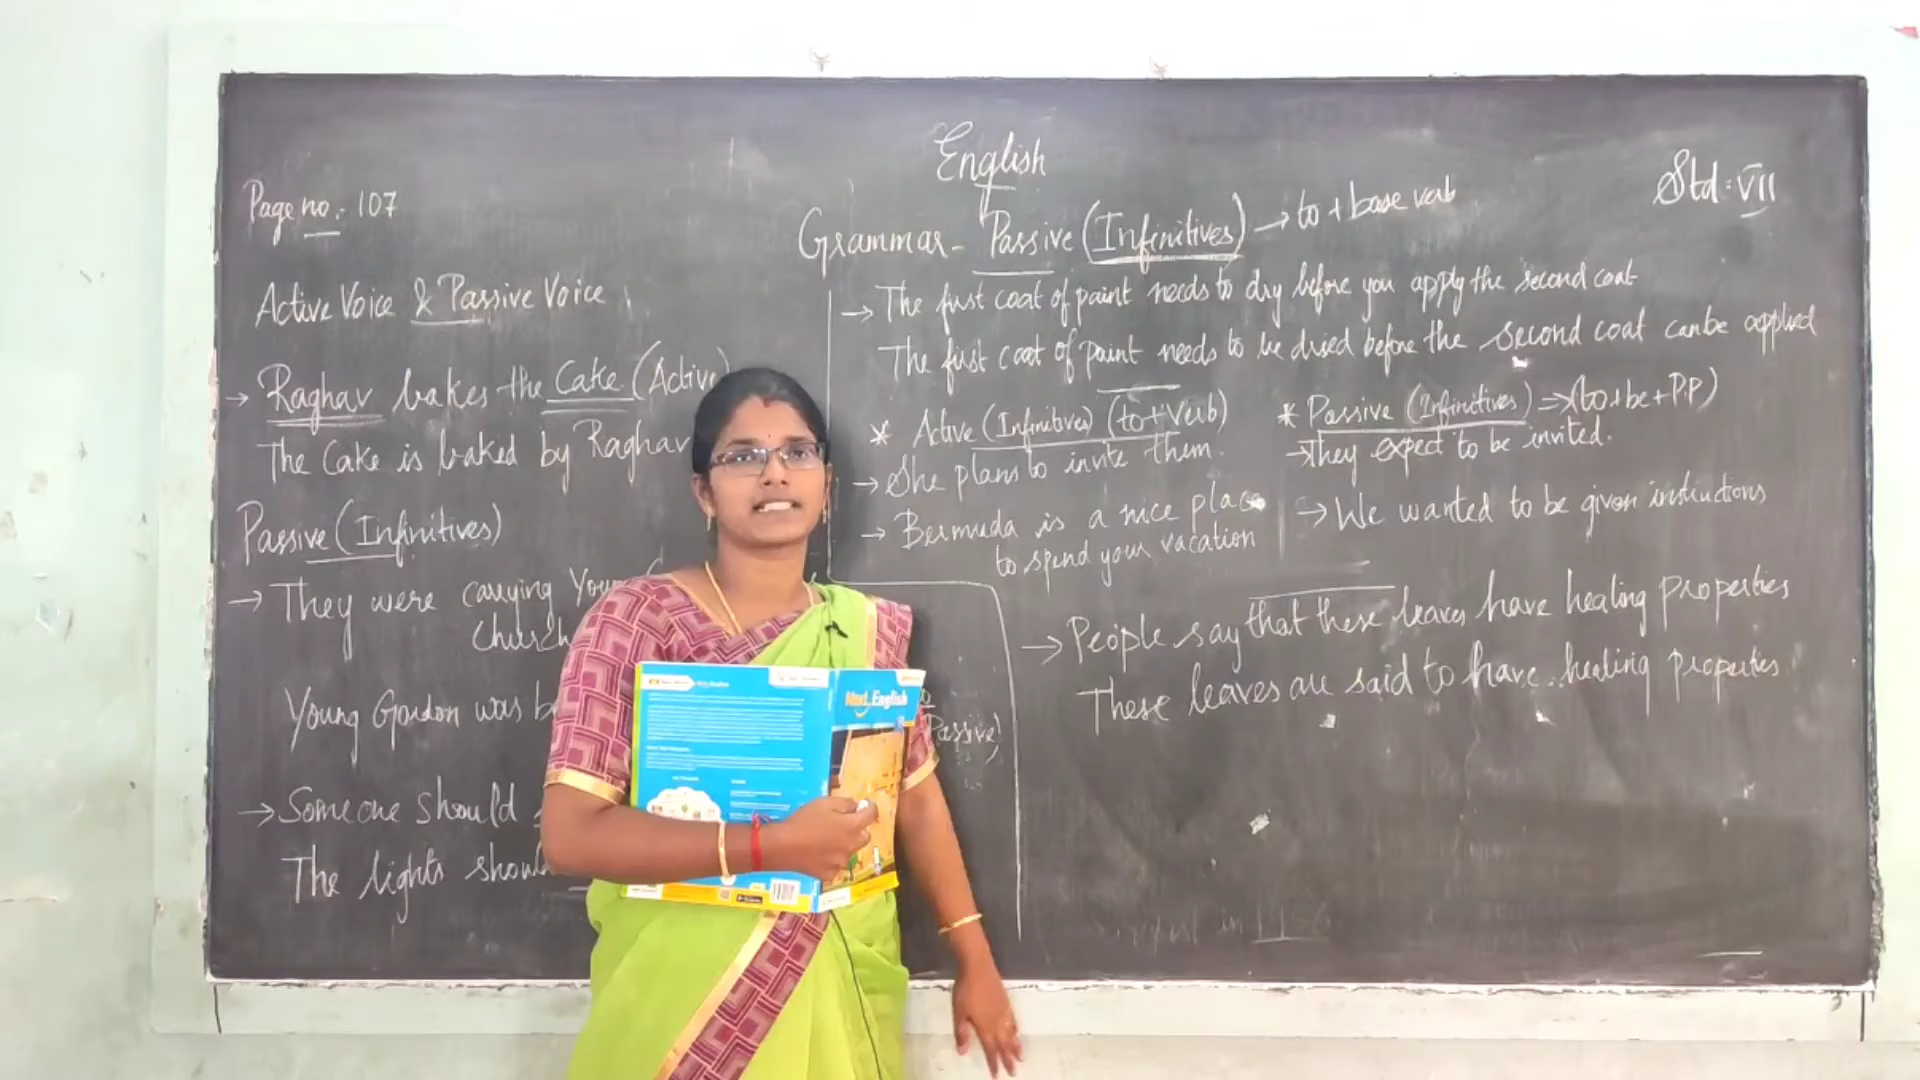 English
Std: VII
Page no:- 107
Grammar- Passive (Infinitives) → to + base verb
Active Voice & Passive Voice
→ Raghav bakes the Cake (Active)
The Cake is baked by Raghav
Passive (Infinitives)
→ They were carrying Young
Church
Young Gordon was
→ Someone should
The lights
→ The first coat of paint needs to dry before you apply the second coat
The first coat of paint needs to be dried before the second coat can be applied
* Active (Infinitives) (to + Verb)
→ She plans to invite them.
→ Bermuda is a nice place
to spend your vacation
* Passive (Infinitives) ⇒ (to + be + P.P)
→ They expect to be invited.
→ We wanted to be given instructions
→ People say that these leaves have healing properties
These leaves are said to have healing properties
Passive)
Next English